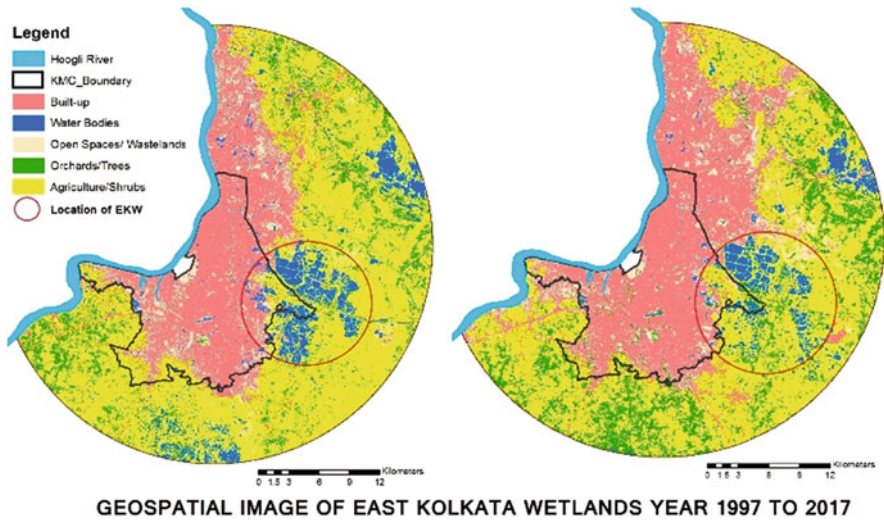 Legend
Hoogli River
KMC_Boundary
Built-up
Water Bodies
Open Spaces/ Wastelands
Orchards/Trees
Agriculture/Shrubs
Location of EKW
Kilometers
0 1.5 3 6 9 12
Kilometers
0 1.5 3 6 9 12
GEOSPATIAL IMAGE OF EAST KOLKATA WETLANDS YEAR 1997 TO 2017